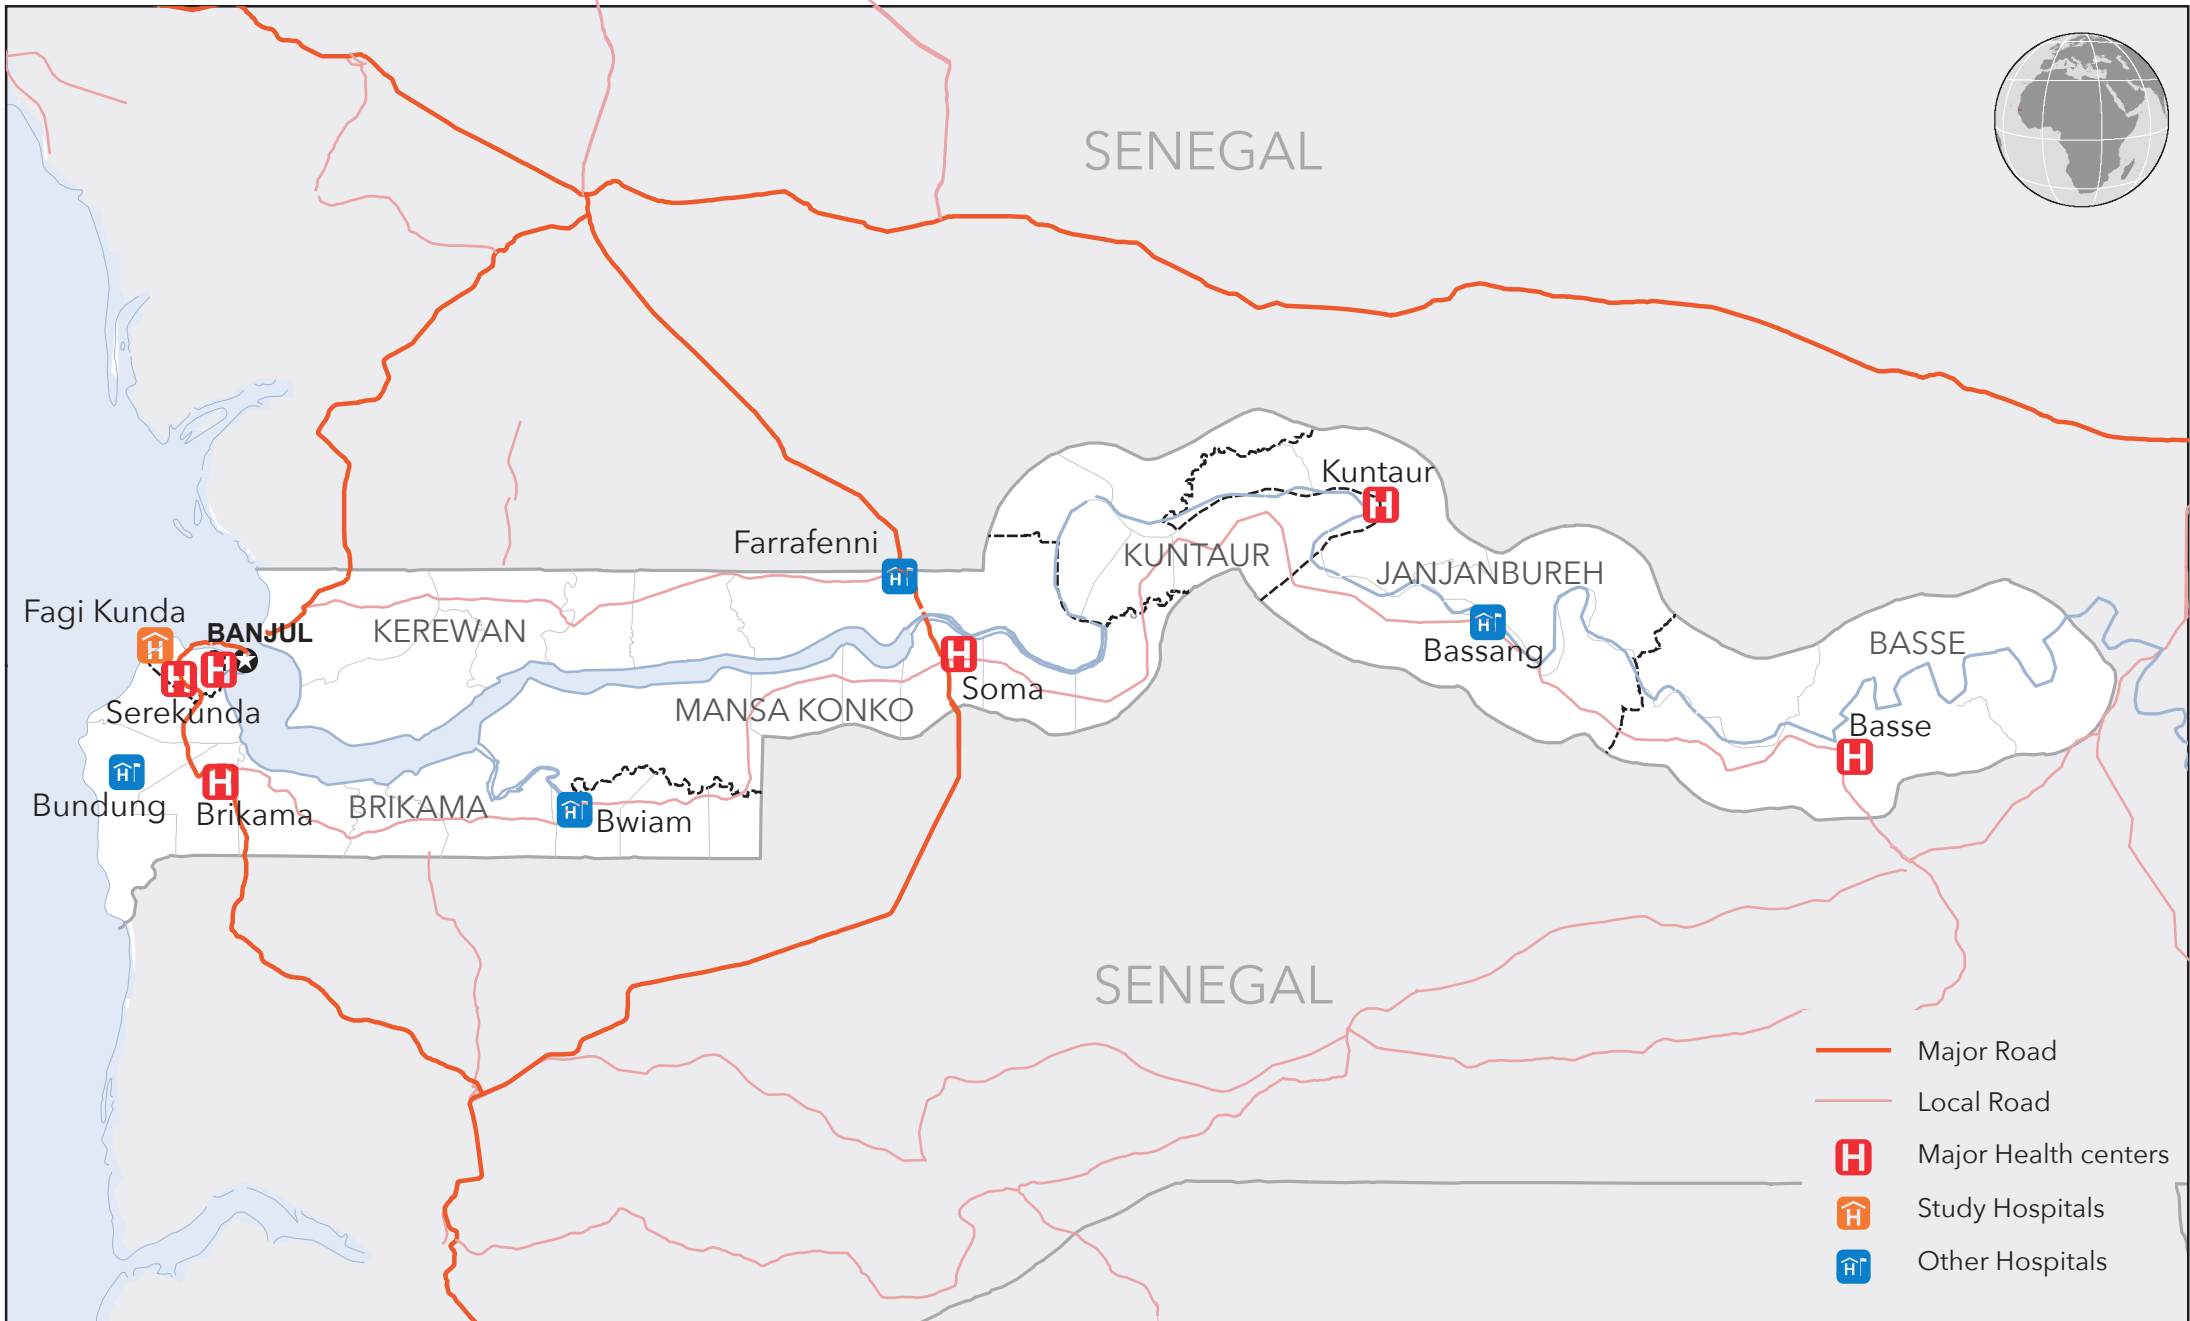 SENEGAL
Kuntaur
Farrafenni
KUNTAUR
JANJANBUREH
Fagi Kunda
BANJUL
KEREWAN
Bassang
BASSE
H
Soma
Serekunda
MANSA KONKO
Basse
Bundung
Brikama
BRIKAMA
Bwiam
SENEGAL
Major Road
Local Road
H Major Health centers
H Study Hospitals
H Other Hospitals